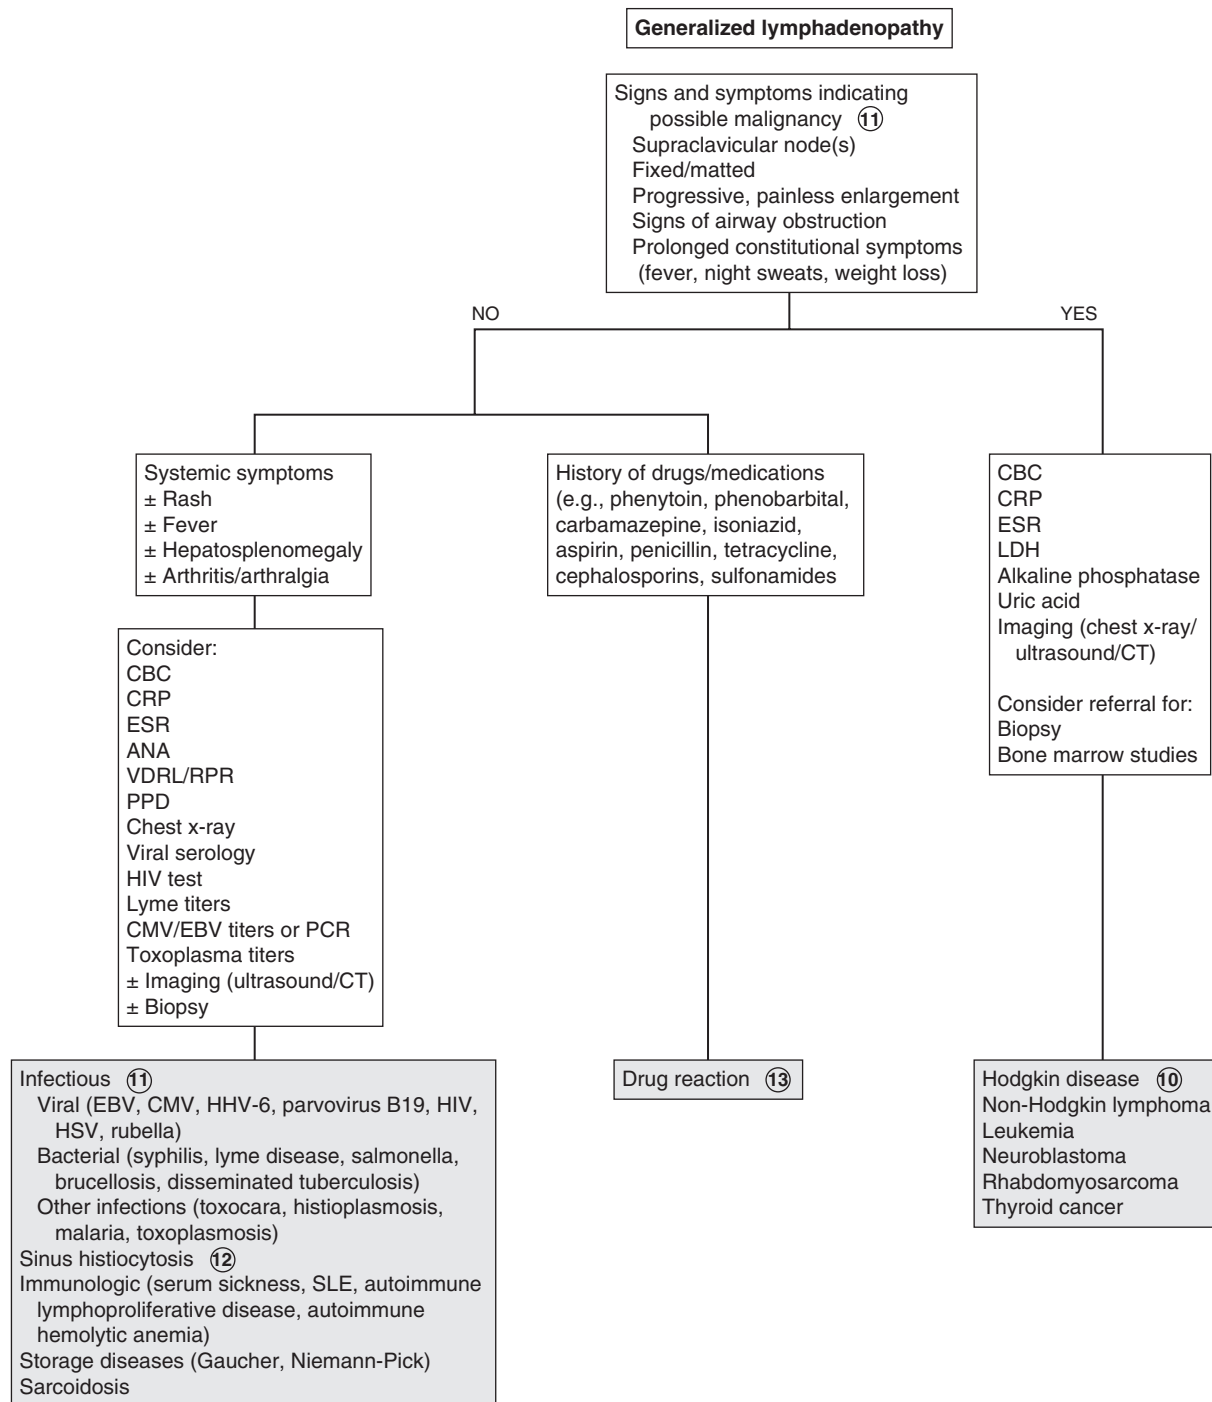 Generalized lymphadenopathy
Signs and symptoms indicating
possible malignancy 11
Supraclavicular node(s)
Fixed/matted
Progressive, painless enlargement
Signs of airway obstruction
Prolonged constitutional symptoms
(fever, night sweats, weight loss)
NO
YES
Systemic symptoms
± Rash
± Fever
± Hepatosplenomegaly
± Arthritis/arthralgia
History of drugs/medications
(e.g., phenytoin, phenobarbital,
carbamazepine, isoniazid,
aspirin, penicillin, tetracycline,
cephalosporins, sulfonamides
CBC
CRP
ESR
LDH
Alkaline phosphatase
Uric acid
Imaging (chest x-ray/
ultrasound/CT)
Consider referral for:
Biopsy
Bone marrow studies
Consider:
CBC
CRP
ESR
ANA
VDRL/RPR
PPD
Chest x-ray
Viral serology
HIV test
Lyme titers
CMV/EBV titers or PCR
Toxoplasma titers
± Imaging (ultrasound/CT)
± Biopsy
Infectious 11
Viral (EBV, CMV, HHV-6, parvovirus B19, HIV,
HSV, rubella)
Bacterial (syphilis, lyme disease, salmonella,
brucellosis, disseminated tuberculosis)
Other infections (toxocara, histioplasmosis,
malaria, toxoplasmosis)
Sinus histiocytosis 12
Immunologic (serum sickness, SLE, autoimmune
lymphoproliferative disease, autoimmune
hemolytic anemia)
Storage diseases (Gaucher, Niemann-Pick)
Sarcoidosis
Drug reaction 13
Hodgkin disease 10
Non-Hodgkin lymphoma
Leukemia
Neuroblastoma
Rhabdomyosarcoma
Thyroid cancer